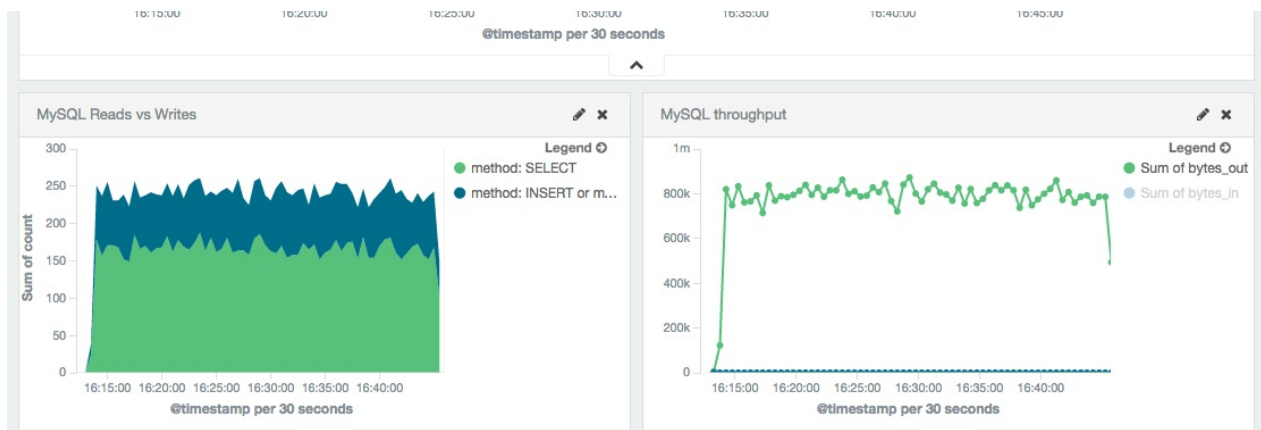 16:15:00 16:20:00 16:25:00 16:30:00 16:35:00 16:40:00 16:45:00
@timestamp per 30 seconds
MySQL Reads vs Writes
Legend
method: SELECT
method: INSERT or m...
300
250
200
150
100
50
0
Sum of count
16:15:00 16:20:00 16:25:00 16:30:00 16:35:00 16:40:00
@timestamp per 30 seconds
MySQL throughput
Legend
Sum of bytes_out
Sum of bytes_in
1m
800k
600k
400k
200k
0
16:15:00 16:20:00 16:25:00 16:30:00 16:35:00 16:40:00
@timestamp per 30 seconds